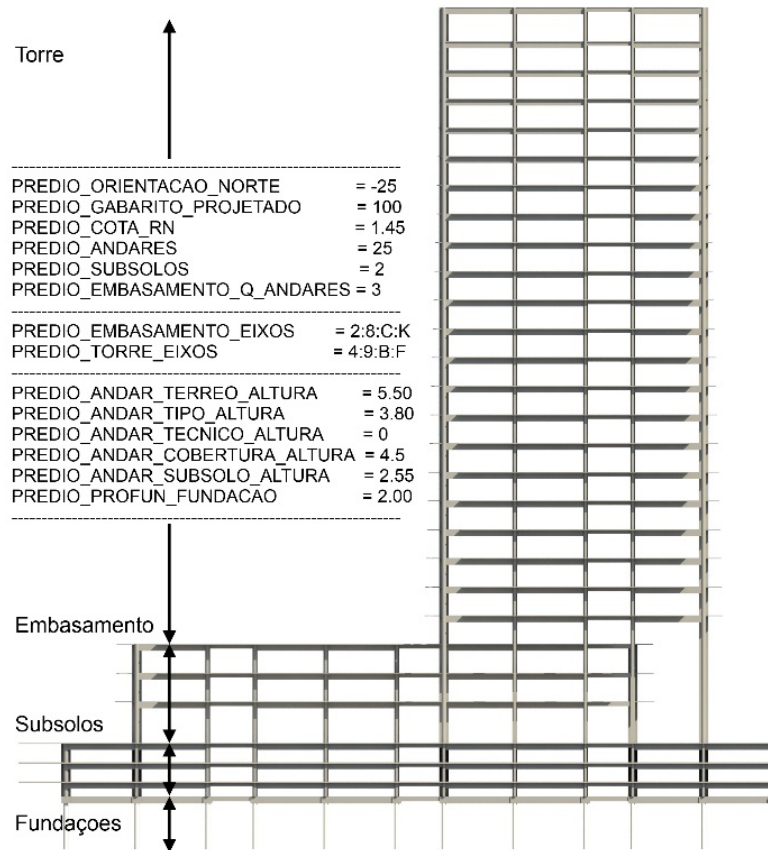 Torre
------------------------------------------------------------
PREDIO_ORIENTACAO_NORTE = -25
PREDIO_GABARITO_PROJETADO = 100
PREDIO_COTA_RN = 1.45
PREDIO_ANDARES = 25
PREDIO_SUBSOLOS = 2
PREDIO_EMBASAMENTO_Q_ANDARES = 3
------------------------------------------------------------
PREDIO_EMBASAMENTO_EIXOS = 2:8:C:K
PREDIO_TORRE_EIXOS = 4:9:B:F
------------------------------------------------------------
PREDIO_ANDAR_TERREO_ALTURA = 5.50
PREDIO_ANDAR_TIPO_ALTURA = 3.80
PREDIO_ANDAR_TECNICO_ALTURA = 0
PREDIO_ANDAR_COBERTURA_ALTURA = 4.5
PREDIO_ANDAR_SUBSOLO_ALTURA = 2.55
PREDIO_PROFUN_FUNDACAO = 2.00
------------------------------------------------------------
Embasamento
Subsolos
Fundaçoes